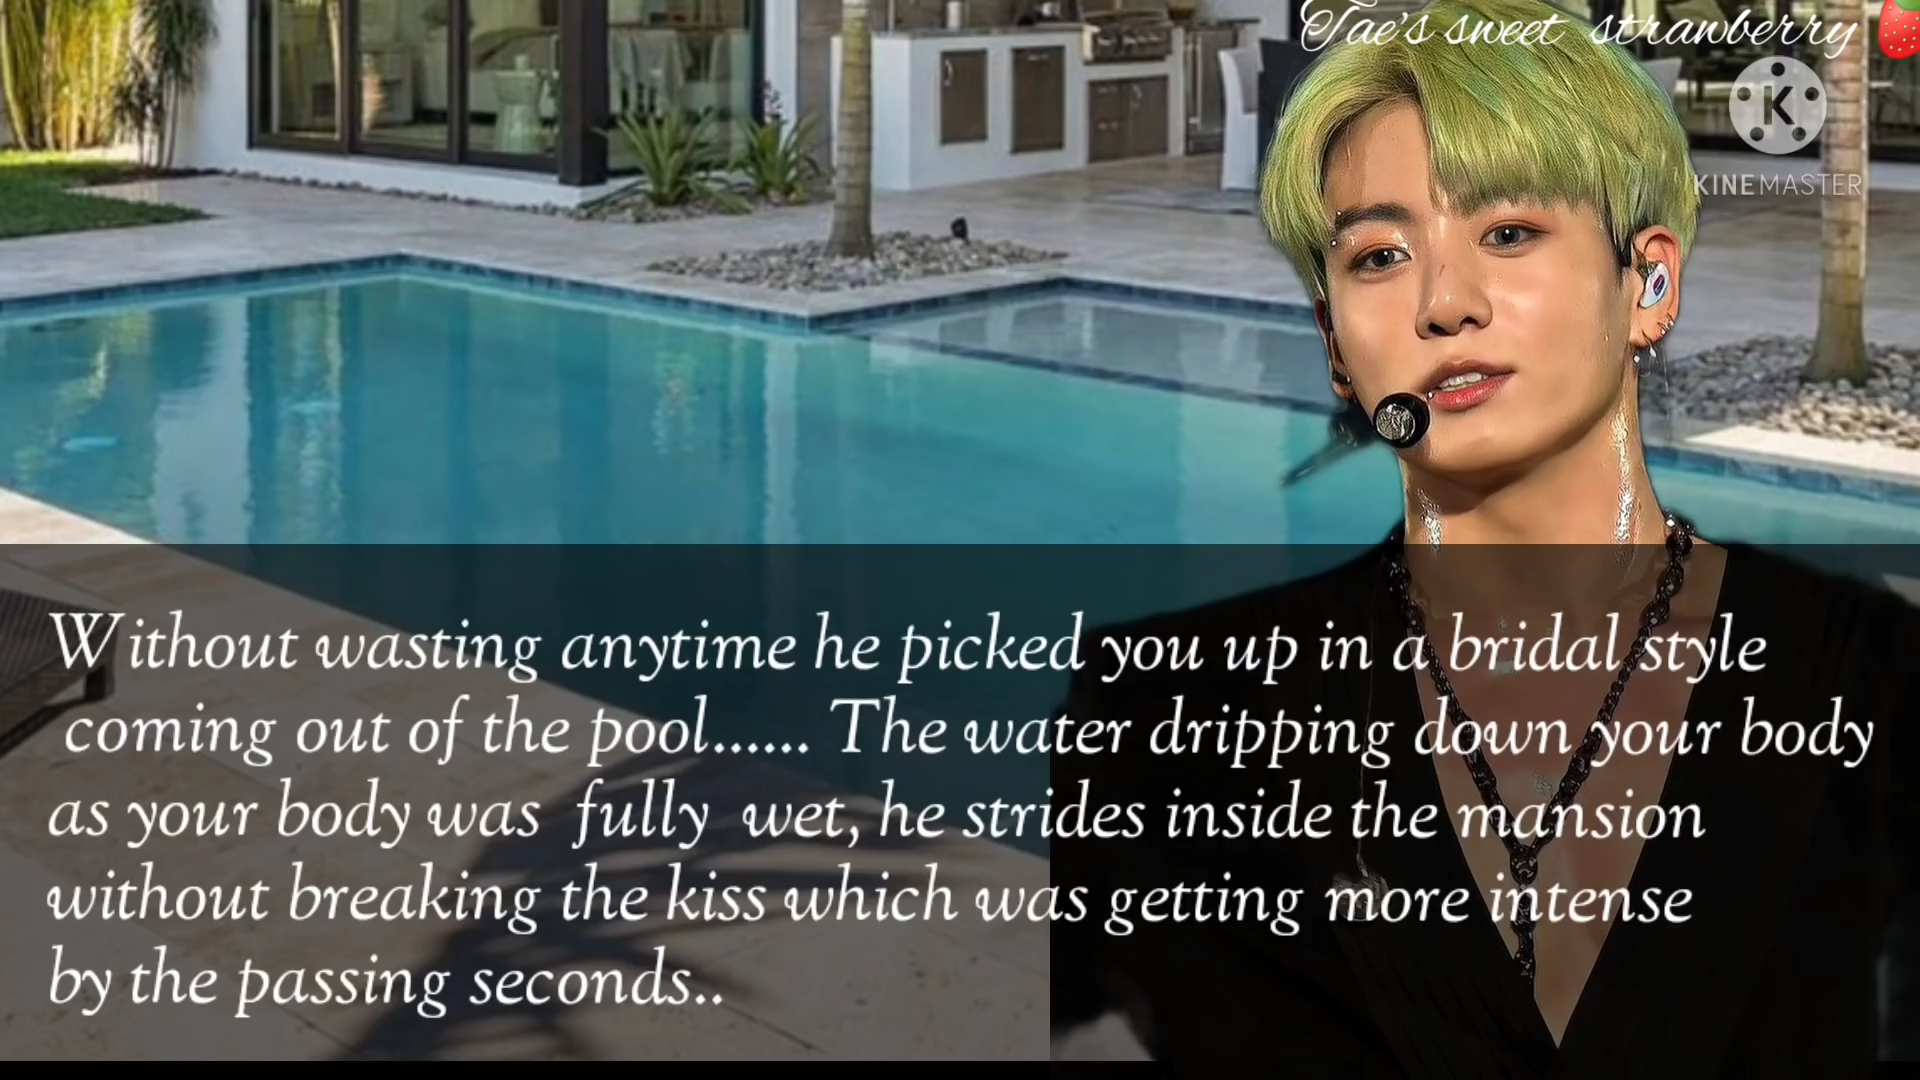 Tae's sweet strawberry
K
KINEMASTER
Without wasting anytime he picked you up in a bridal style
coming out of the pool...... The water dripping down your body
as your body was fully wet, he strides inside the mansion
without breaking the kiss which was getting more intense
by the passing seconds..